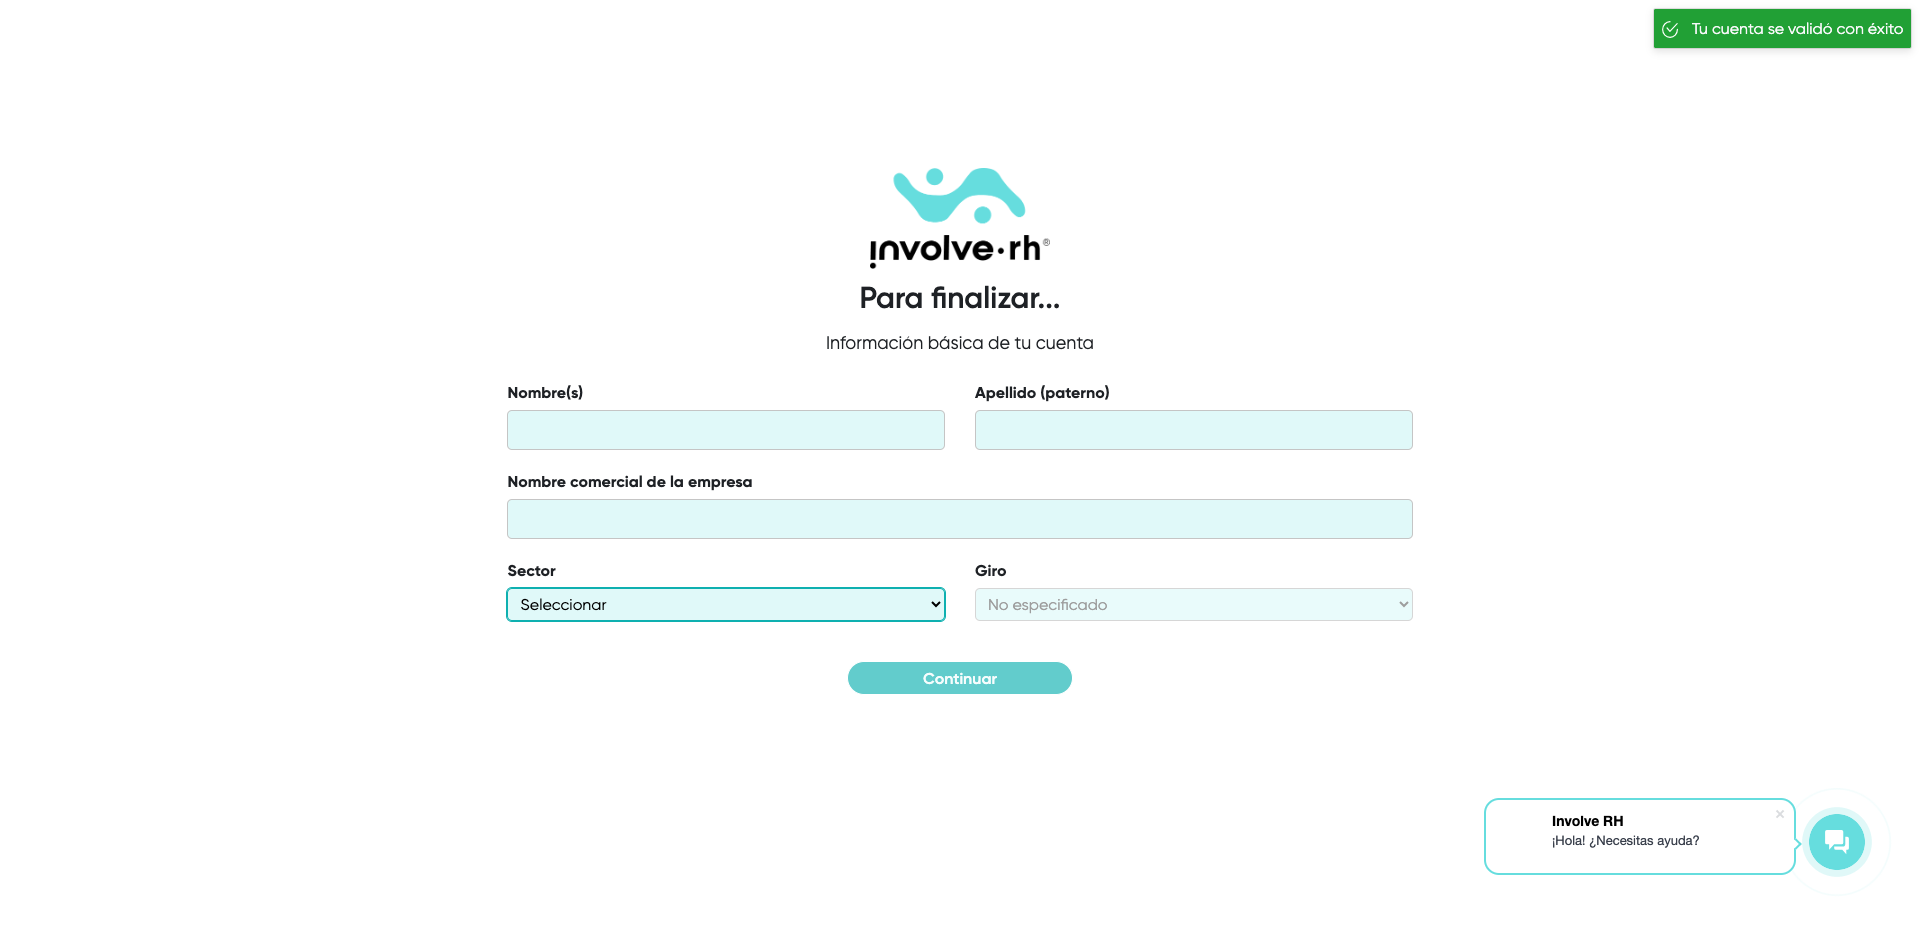 Tu cuenta se validó con éxito
involve·rh®
Para finalizar...
Información básica de tu cuenta
Nombre(s)
Apellido (paterno)
Nombre comercial de la empresa
Sector
Giro
Seleccionar
No especificado
Continuar
Involve RH
¡Hola! ¿Necesitas ayuda?